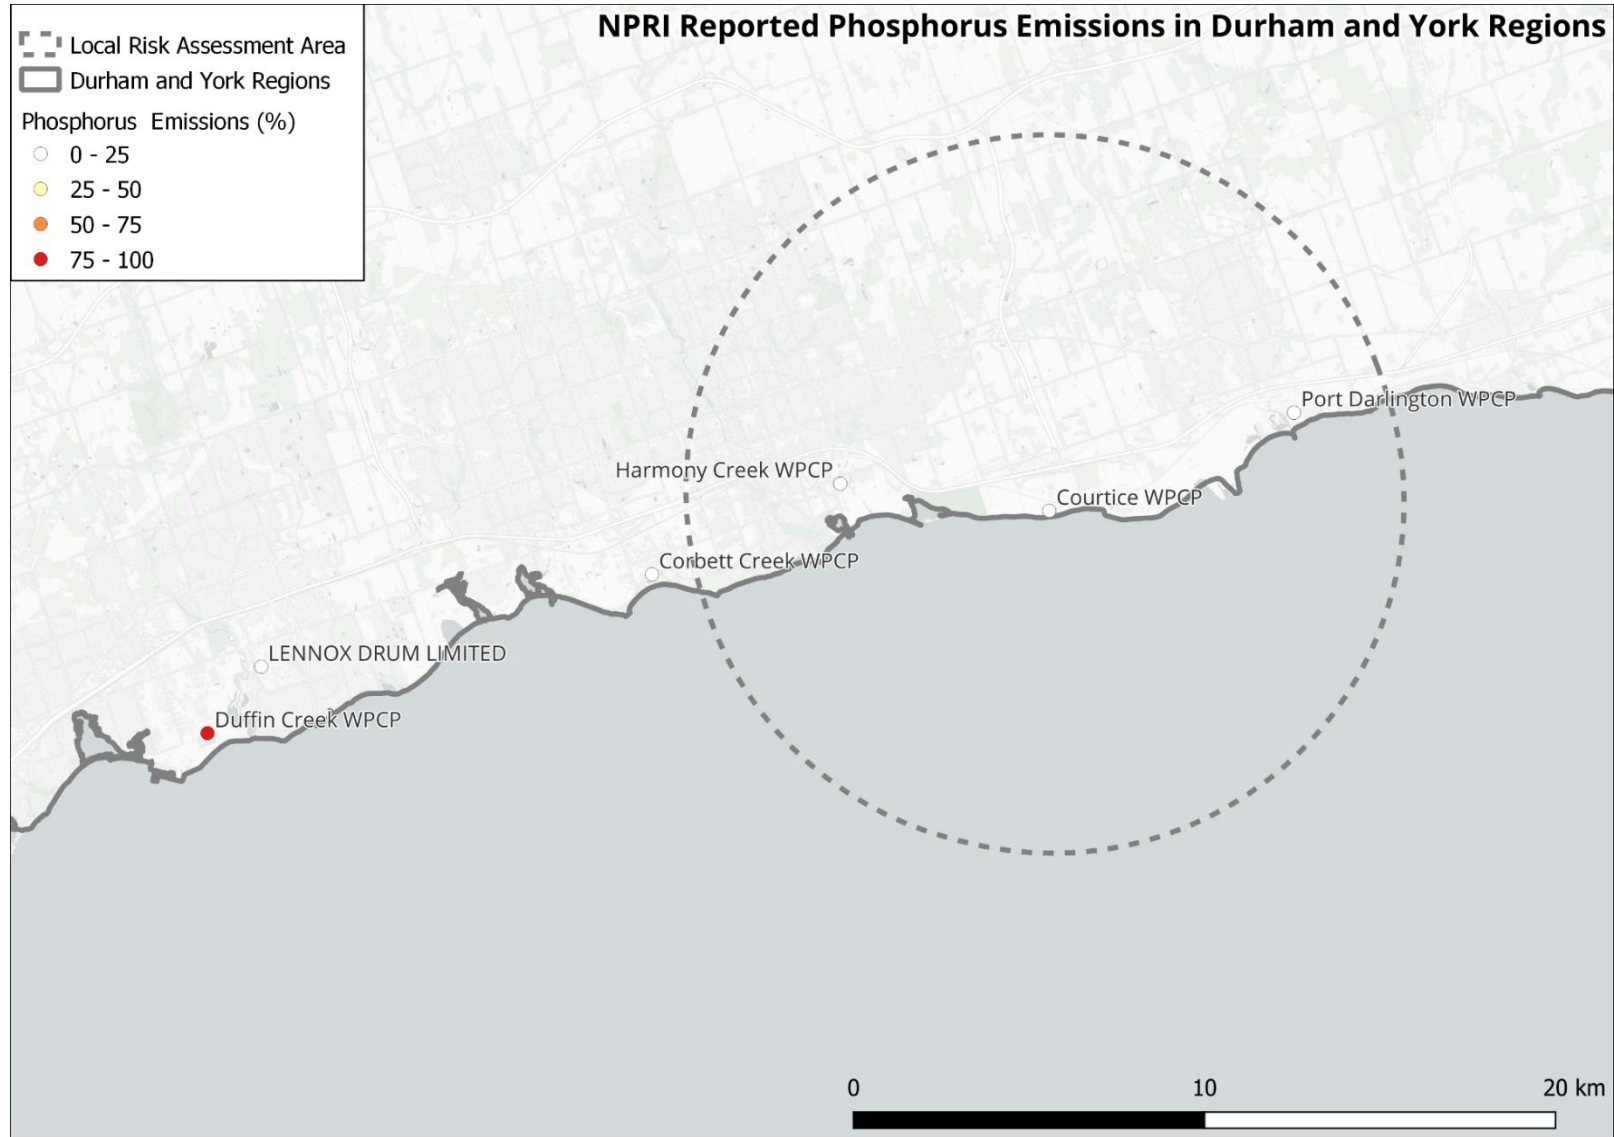 NPRI Reported Phosphorus Emissions in Durham and York Regions
Local Risk Assessment Area
Durham and York Regions
Phosphorus Emissions (%)
0 - 25
25 - 50
50 - 75
75 - 100
Port Darlington WPCP
Harmony Creek WPCP
Courtice WPCP
Corbett Creek WPCP
LENNOX DRUM LIMITED
Duffin Creek WPCP
0 10 20 km